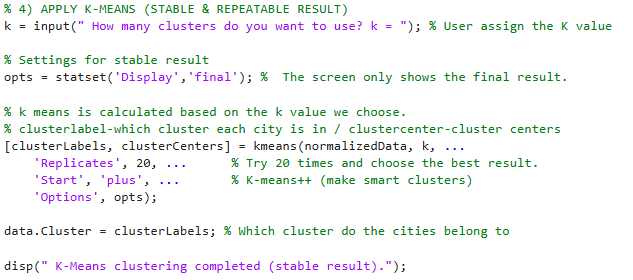 % 4) APPLY K-MEANS (STABLE & REPEATABLE RESULT)
k = input(" How many clusters do you want to use? k = "); % User assign the K value
% Settings for stable result
opts = statset('Display','final'); %  The screen only shows the final result.
% k means is calculated based on the k value we choose.
% clusterlabel-which cluster each city is in / clustercenter-cluster centers
[clusterLabels, clusterCenters] = kmeans(normalizedData, k, ...
    'Replicates', 20, ...      % Try 20 times and choose the best result.
    'Start', 'plus', ...       % K-means++ (make smart clusters)
    'Options', opts);
data.Cluster = clusterLabels; % Which cluster do the cities belong to
disp(" K-Means clustering completed (stable result).");